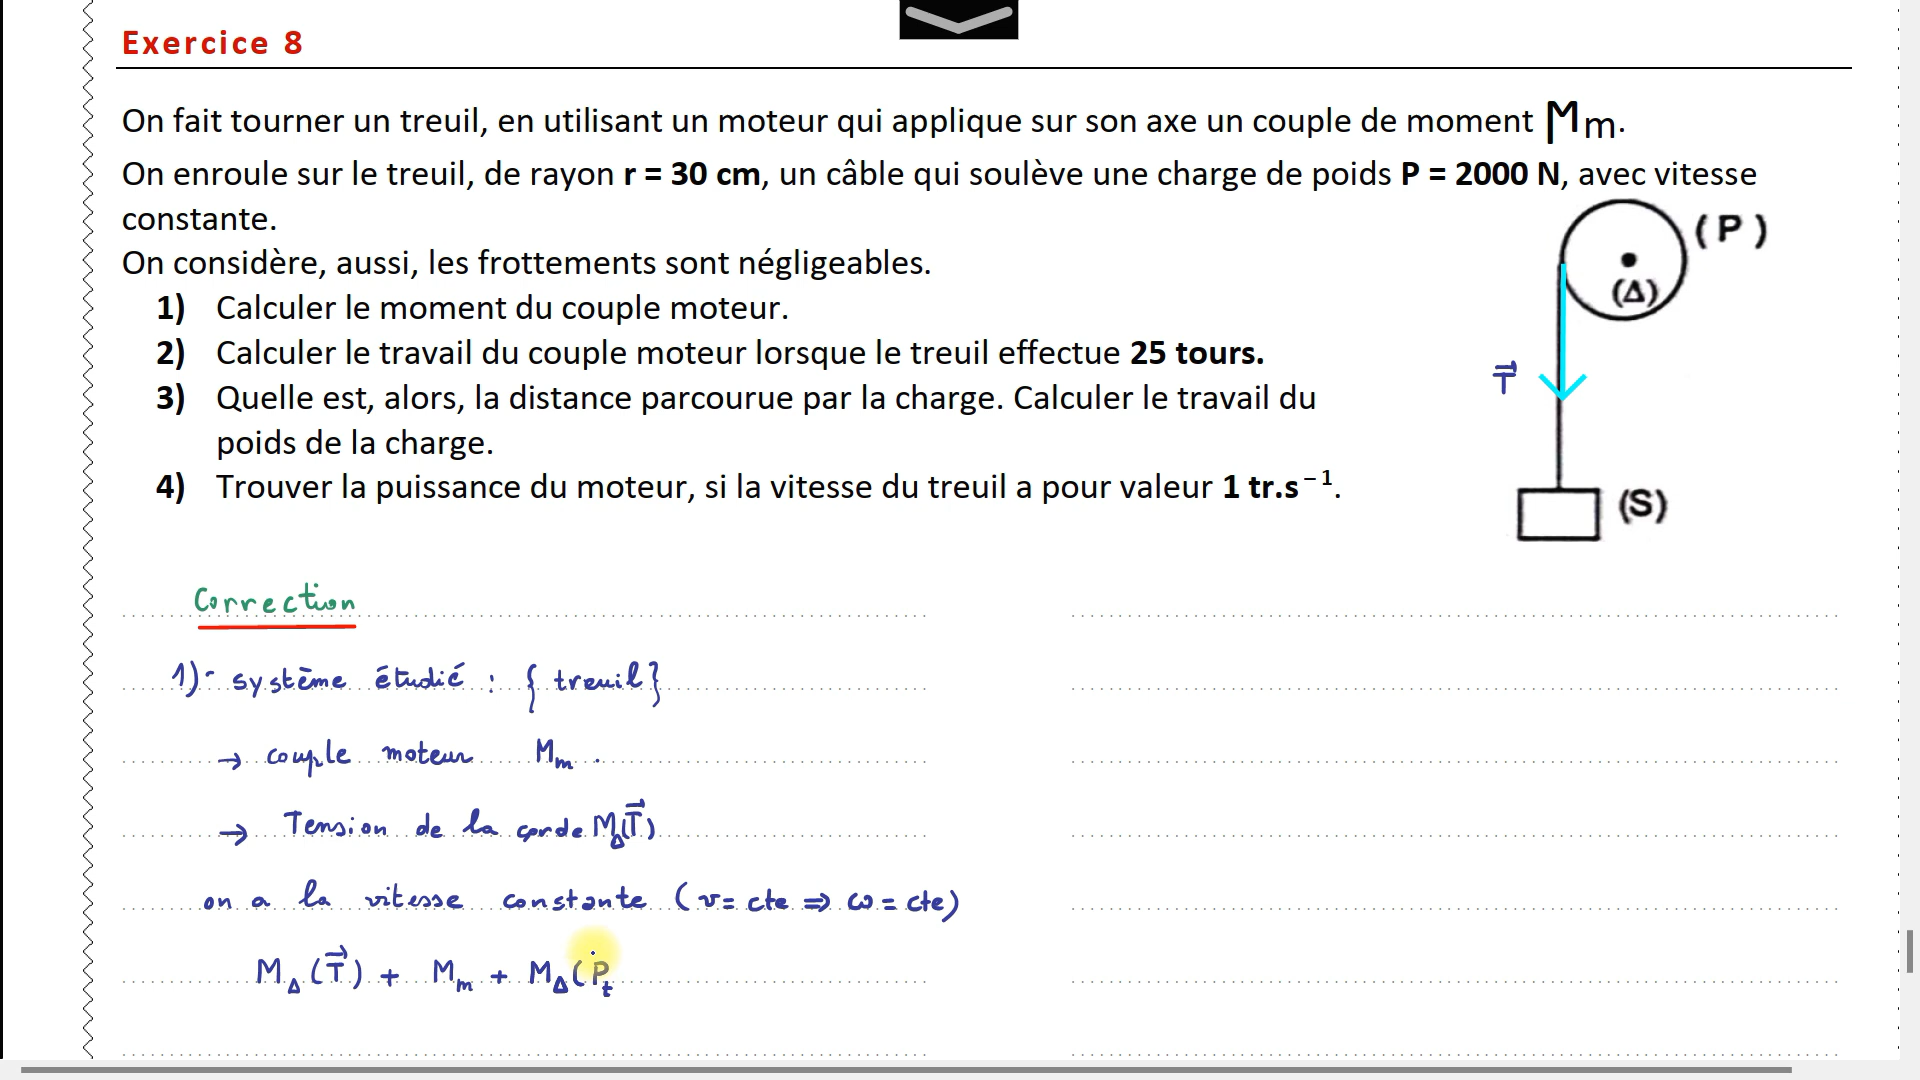 Exercice 8
On fait tourner un treuil, en utilisant un moteur qui applique sur son axe un couple de moment Mm.
On enroule sur le treuil, de rayon r = 30 cm, un câble qui soulève une charge de poids P = 2000 N, avec vitesse
constante.
On considère, aussi, les frottements sont négligeables.
1) Calculer le moment du couple moteur.
2) Calculer le travail du couple moteur lorsque le treuil effectue 25 tours.
3) Quelle est, alors, la distance parcourue par la charge. Calculer le travail du
poids de la charge.
4) Trouver la puissance du moteur, si la vitesse du treuil a pour valeur 1 tr.s⁻¹.
( P )
(Δ)
T⃗
(S)
Correction
1)- système étudié : { treuil }
→ couple moteur Mm .
→ Tension de la corde MΔ(T⃗)
on a la vitesse constante ( v = cte ⇒ ω = cte)
MΔ (T⃗) + Mm + MΔ (Pt